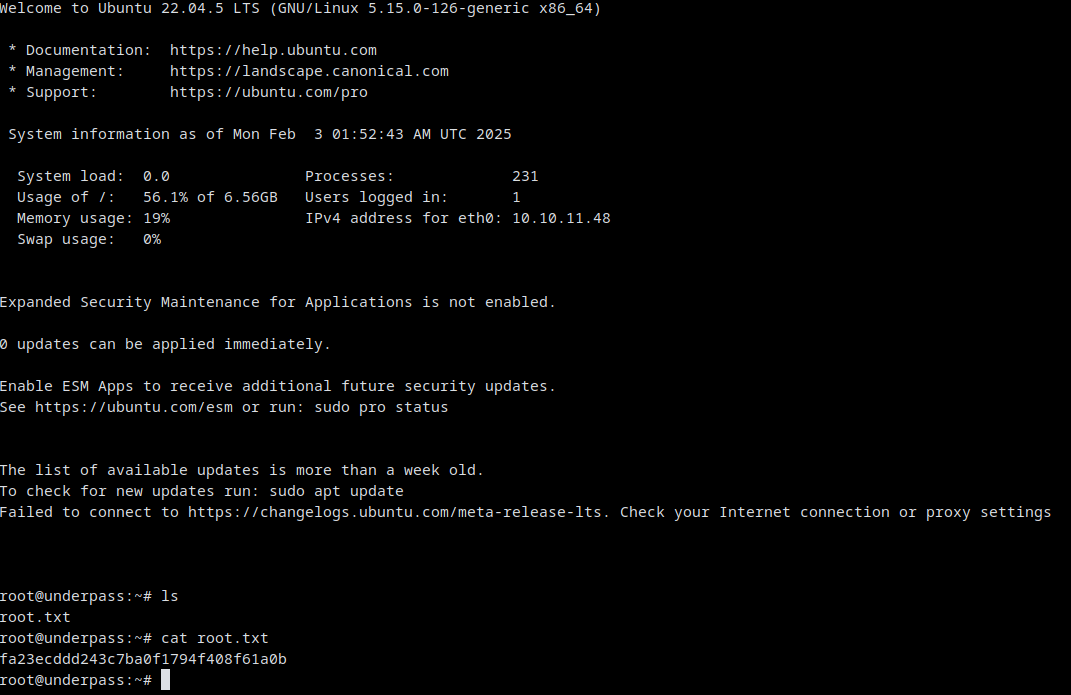 Welcome to Ubuntu 22.04.5 LTS (GNU/Linux 5.15.0-126-generic x86_64)
* Documentation: https://help.ubuntu.com
* Management: https://landscape.canonical.com
* Support: https://ubuntu.com/pro
System information as of Mon Feb 3 01:52:43 AM UTC 2025
System load: 0.0 Processes: 231
Usage of /: 56.1% of 6.56GB Users logged in: 1
Memory usage: 19% IPv4 address for eth0: 10.10.11.48
Swap usage: 0%
Expanded Security Maintenance for Applications is not enabled.
0 updates can be applied immediately.
Enable ESM Apps to receive additional future security updates.
See https://ubuntu.com/esm or run: sudo pro status
The list of available updates is more than a week old.
To check for new updates run: sudo apt update
Failed to connect to https://changelogs.ubuntu.com/meta-release-lts. Check your Internet connection or proxy settings
root@underpass:~# ls
root.txt
root@underpass:~# cat root.txt
fa23ecddd243c7ba0f1794f408f61a0b
root@underpass:~#